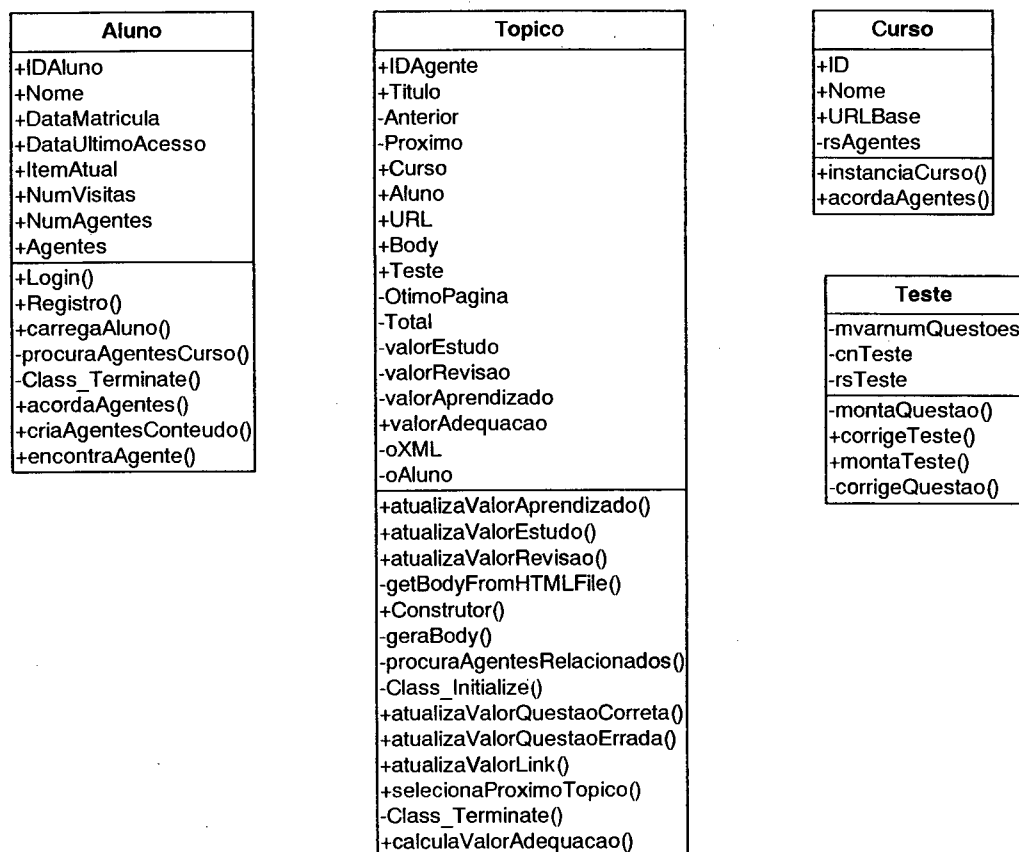 Aluno
+IDAluno
+Nome
+DataMatricula
+DataUltimoAcesso
+ItemAtual
+NumVisitas
+NumAgentes
+Agentes
+Login()
+Registro()
+carregaAluno()
-procuraAgentesCurso()
-Class_Terminate()
+acordaAgentes()
+criaAgentesConteudo()
+encontraAgente()
Topico
+IDAgente
+Titulo
-Anterior
-Proximo
+Curso
+Aluno
+URL
+Body
+Teste
-OtimoPagina
-Total
-valorEstudo
-valorRevisao
-valorAprendizado
+valorAdequacao
-oXML
-oAluno
+atualizaValorAprendizado()
+atualizaValorEstudo()
+atualizaValorRevisao()
-getBodyFromHTMLFile()
+Construtor()
-geraBody()
-procuraAgentesRelacionados()
-Class_Initialize()
+atualizaValorQuestaoCorreta()
+atualizaValorQuestaoErrada()
+atualizaValorLink()
+selecionaProximoTopico()
-Class_Terminate()
+calculaValorAdequacao()
Curso
+ID
+Nome
+URLBase
-rsAgentes
+instanciaCurso()
+acordaAgentes()
Teste
-mvarnumQuestoes
-cnTeste
-rsTeste
-montaQuestao()
+corrigeTeste()
+montaTeste()
-corrigeQuestao()